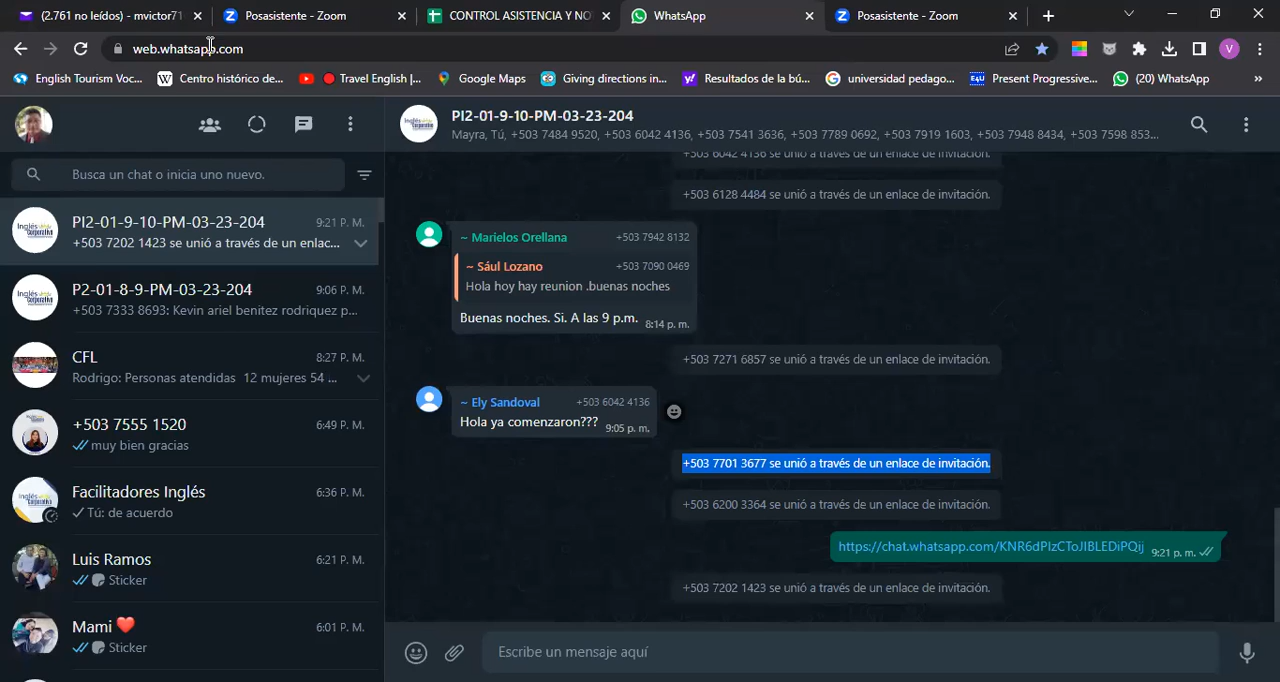 (2.761 no leídos) - mvictor71
Posasistente - Zoom
CONTROL ASISTENCIA Y NO
WhatsApp
Posasistente - Zoom
web.whatsapp.com
V
English Tourism Voc...
Centro histórico de...
Travel English |...
Google Maps
Giving directions in...
Resultados de la bú...
universidad pedago...
Present Progressive...
(20) WhatsApp
»
PI2-01-9-10-PM-03-23-204
Mayra, Tú, +503 7484 9520, +503 6042 4136, +503 7541 3636, +503 7789 0692, +503 7919 1603, +503 7948 8434, +503 7598 853...
Busca un chat o inicia uno nuevo.
PI2-01-9-10-PM-03-23-204 9:21 P. M.
+503 7202 1423 se unió a través de un enlac...
P2-01-8-9-PM-03-23-204 9:06 P. M.
+503 7333 8693: Kevin ariel benitez rodriquez p...
CFL 8:27 P. M.
Rodrigo: Personas atendidas 12 mujeres 54 ...
+503 7555 1520 6:49 P. M.
muy bien gracias
Facilitadores Inglés 6:36 P. M.
Tú: de acuerdo
Luis Ramos 6:21 P. M.
Sticker
Mami 6:01 P. M.
Sticker
+503 6042 4136 se unió a través de un enlace de invitación.
+503 6128 4484 se unió a través de un enlace de invitación.
~ Marielos Orellana +503 7942 8132
~ Sául Lozano +503 7090 0469
Hola hoy hay reunion .buenas noches
Buenas noches. Si. A las 9 p.m. 8:14 p. m.
+503 7271 6857 se unió a través de un enlace de invitación.
~ Ely Sandoval +503 6042 4136
Hola ya comenzaron??? 9:05 p. m.
+503 7701 3677 se unió a través de un enlace de invitación.
+503 6200 3364 se unió a través de un enlace de invitación.
https://chat.whatsapp.com/KNR6dPIzCToJIBLEDiPQij 9:21 p. m.
+503 7202 1423 se unió a través de un enlace de invitación.
Escribe un mensaje aquí